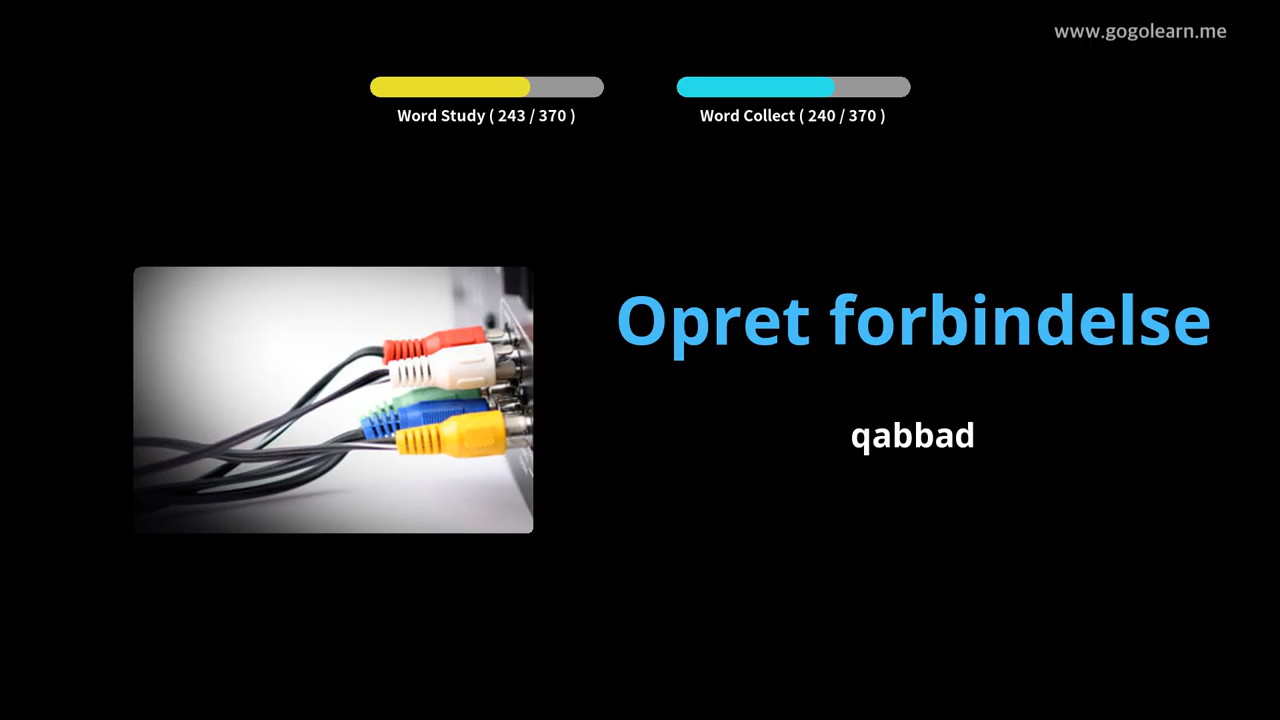 www.gogolearn.me
Word Study ( 243 / 370 )
Word Collect ( 240 / 370 )
Opret forbindelse
qabbad